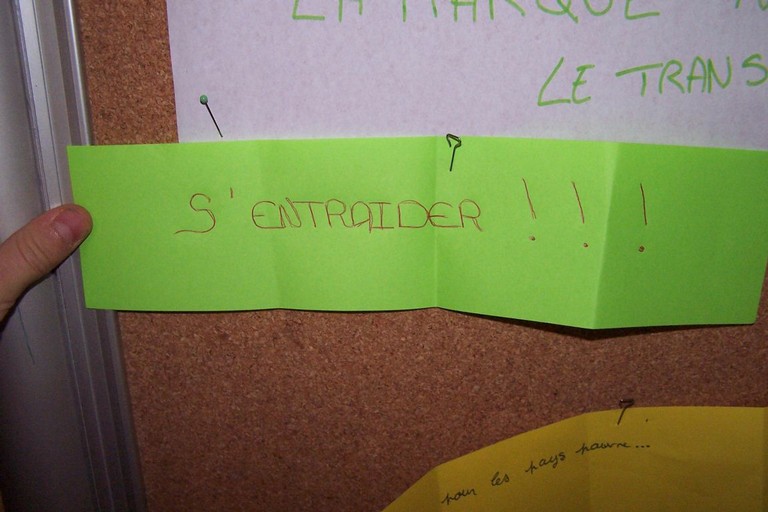 LA MARQUE
LE TRANS
S'ENTRAIDER !!!
pour les pays pauvre...